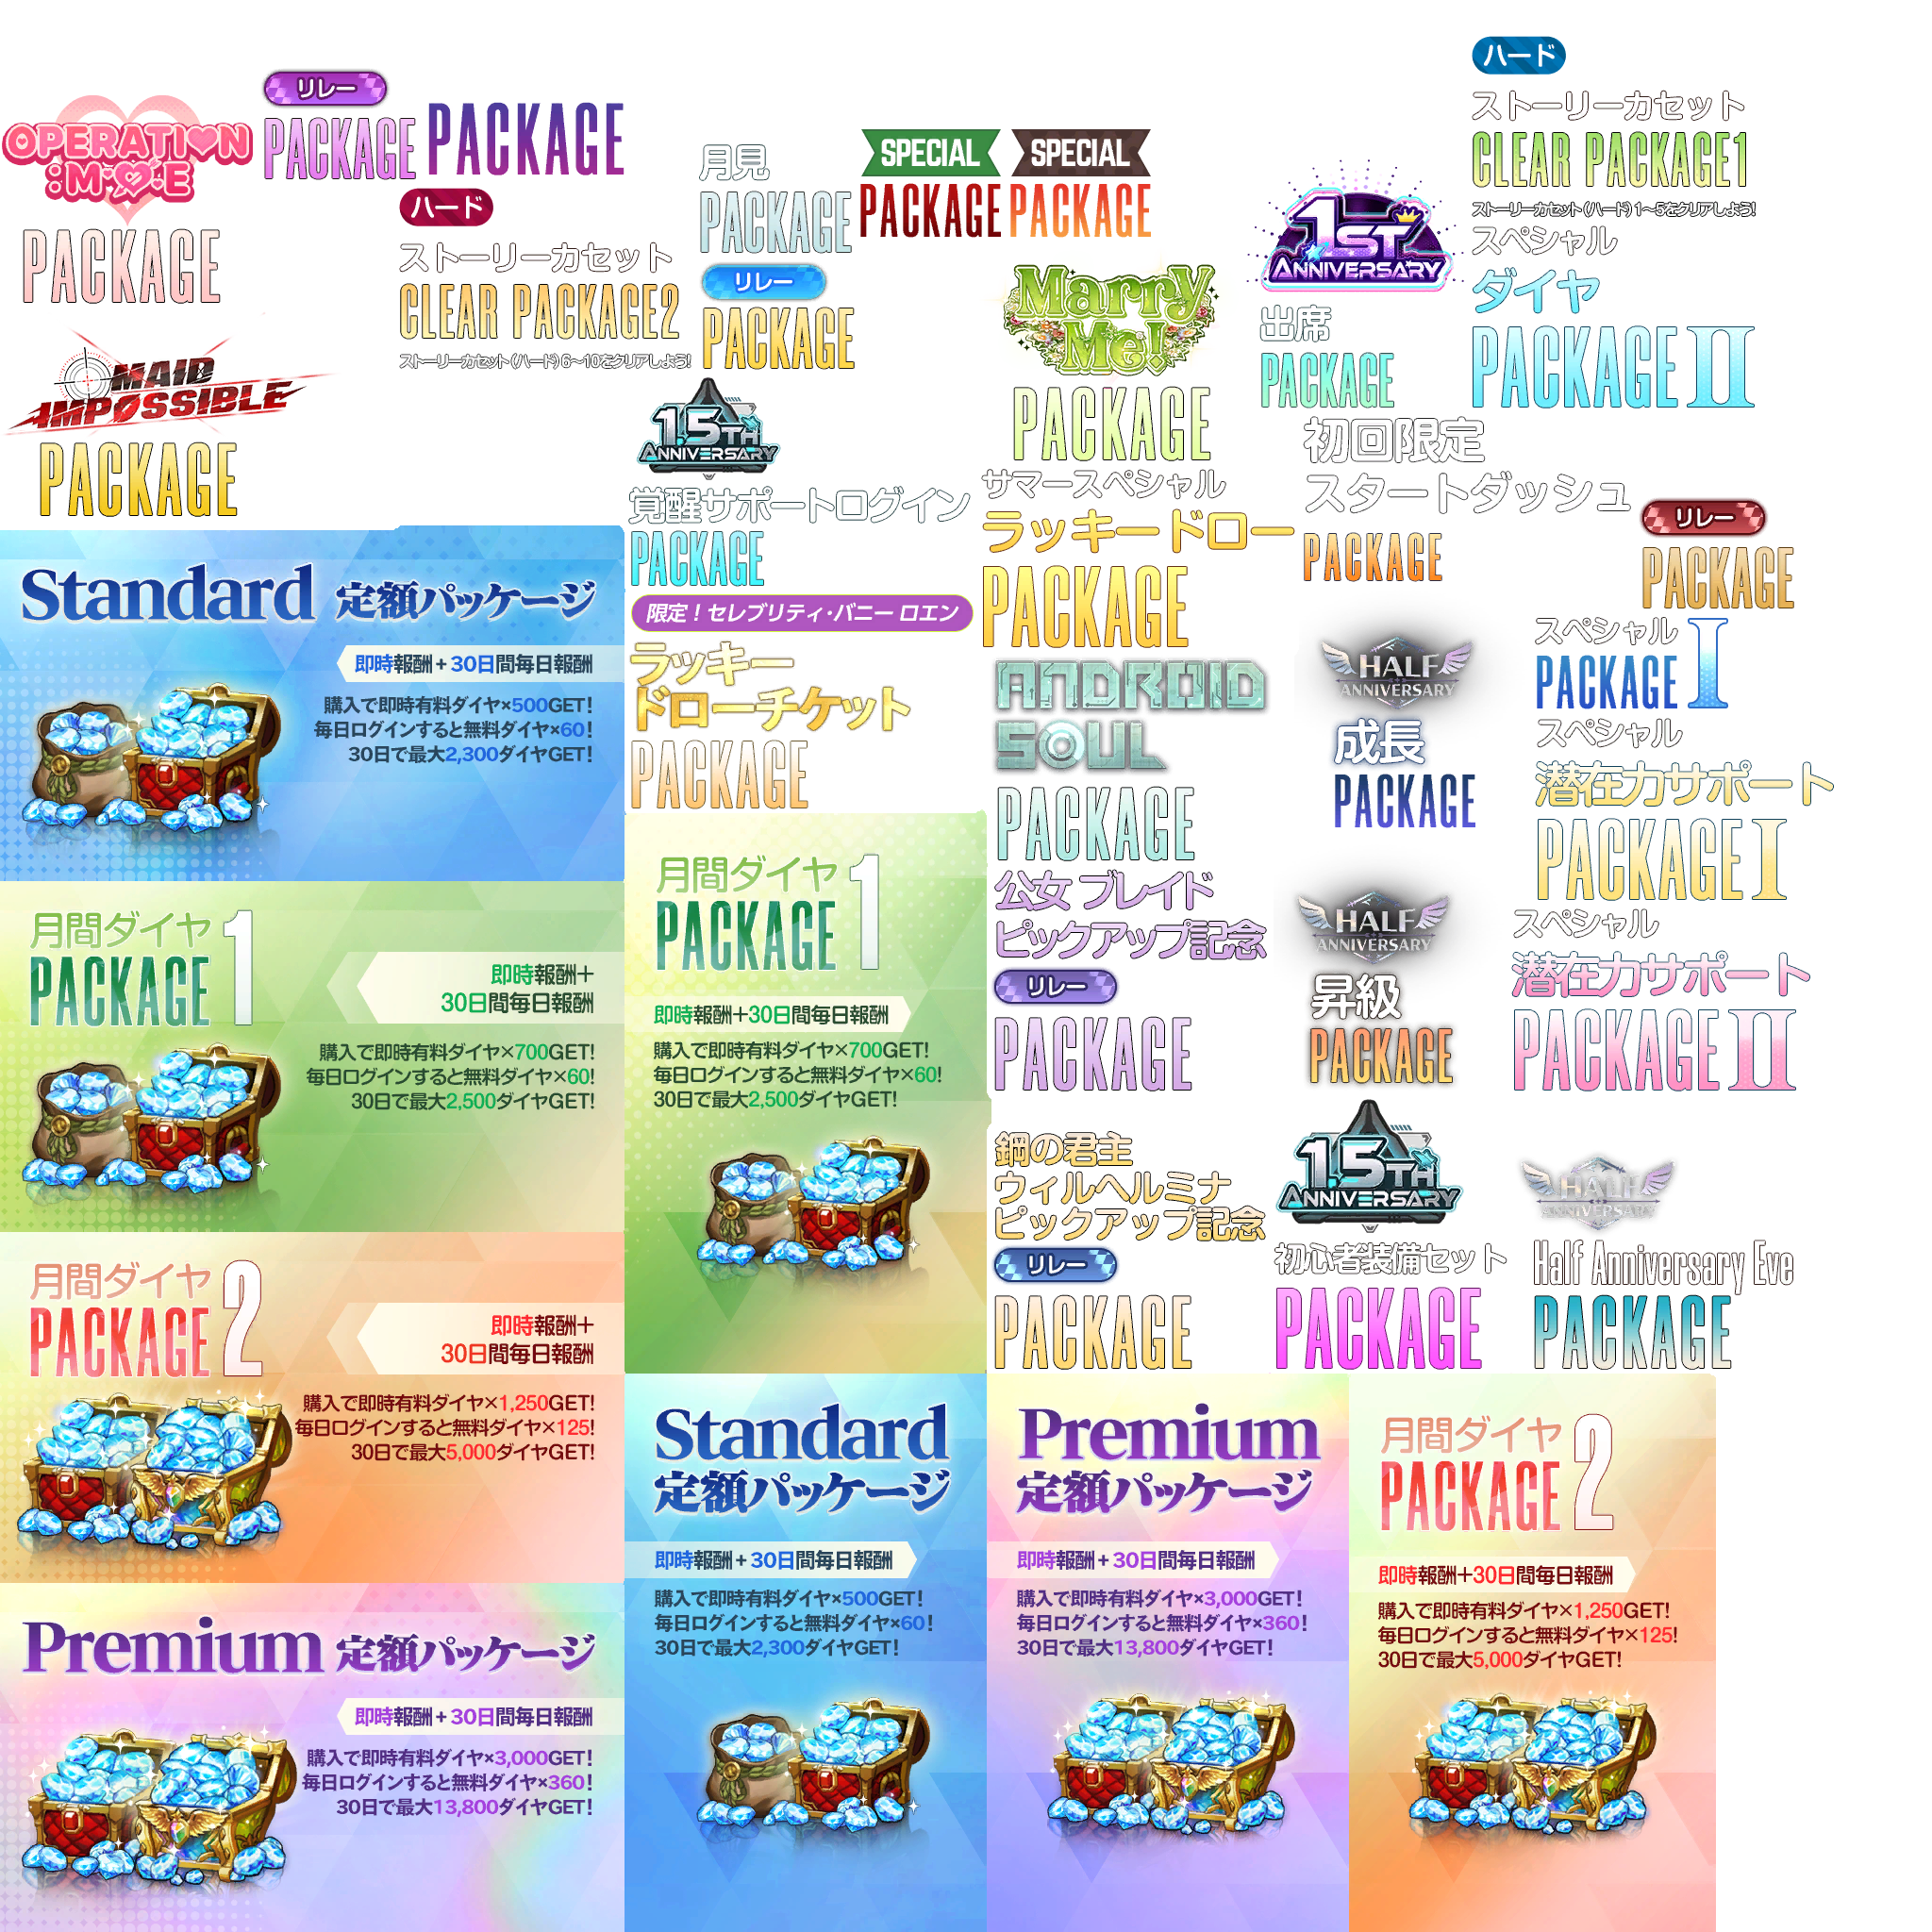 OPERATION
:MOE
PACKAGE
リレー
PACKAGE
PACKAGE
ハード
ストーリーカセット
CLEAR PACKAGE2
ストーリーカセット(ハード) 6～10をクリアしよう!
MAID
IMPOSSIBLE
PACKAGE
月見
PACKAGE
リレー
PACKAGE
SPECIAL
PACKAGE
SPECIAL
PACKAGE
Marry
Me!
PACKAGE
1ST
ANNIVERSARY
出席
PACKAGE
ハード
ストーリーカセット
CLEAR PACKAGE1
ストーリーカセット(ハード) 1～5をクリアしよう!
スペシャル
ダイヤ
PACKAGE II
1.5TH
ANNIVERSARY
覚醒サポートログイン
PACKAGE
限定！セレブリティ・バニー ロエン
ラッキー
ドローチケット
PACKAGE
サマースペシャル
ラッキードロー
PACKAGE
初回限定
スタートダッシュ
PACKAGE
リレー
PACKAGE
スペシャル
PACKAGE I
ANDROID
SOUL
PACKAGE
HALF
ANNIVERSARY
成長
PACKAGE
スペシャル
潜在力サポート
PACKAGE I
公女 ブレイド
ピックアップ記念
リレー
PACKAGE
HALF
ANNIVERSARY
昇級
PACKAGE
スペシャル
潜在力サポート
PACKAGE II
鋼の君主
ウィルヘルミナ
ピックアップ記念
リレー
PACKAGE
1.5TH
ANNIVERSARY
初心者装備セット
PACKAGE
HALF
ANNIVERSARY
Half Anniversary Eve
PACKAGE
Standard 定額パッケージ
即時報酬 + 30日間毎日報酬
購入で即時有料ダイヤ×500GET!
毎日ログインすると無料ダイヤ×60!
30日で最大2,300ダイヤGET!
月間ダイヤ
PACKAGE 1
即時報酬+
30日間毎日報酬
購入で即時有料ダイヤ×700GET!
毎日ログインすると無料ダイヤ×60!
30日で最大2,500ダイヤGET!
月間ダイヤ
PACKAGE 2
即時報酬+
30日間毎日報酬
購入で即時有料ダイヤ×1,250GET!
毎日ログインすると無料ダイヤ×125!
30日で最大5,000ダイヤGET!
Premium 定額パッケージ
即時報酬 + 30日間毎日報酬
購入で即時有料ダイヤ×3,000GET!
毎日ログインすると無料ダイヤ×360!
30日で最大13,800ダイヤGET!
月間ダイヤ
PACKAGE 1
即時報酬+30日間毎日報酬
購入で即時有料ダイヤ×700GET!
毎日ログインすると無料ダイヤ×60!
30日で最大2,500ダイヤGET!
Standard
定額パッケージ
即時報酬 + 30日間毎日報酬
購入で即時有料ダイヤ×500GET!
毎日ログインすると無料ダイヤ×60!
30日で最大2,300ダイヤGET!
Premium
定額パッケージ
即時報酬 + 30日間毎日報酬
購入で即時有料ダイヤ×3,000GET!
毎日ログインすると無料ダイヤ×360!
30日で最大13,800ダイヤGET!
月間ダイヤ
PACKAGE 2
即時報酬+30日間毎日報酬
購入で即時有料ダイヤ×1,250GET!
毎日ログインすると無料ダイヤ×125!
30日で最大5,000ダイヤGET!